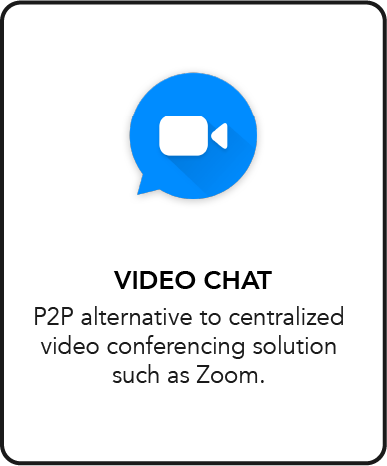 VIDEO CHAT
P2P alternative to centralized
video conferencing solution
such as Zoom.